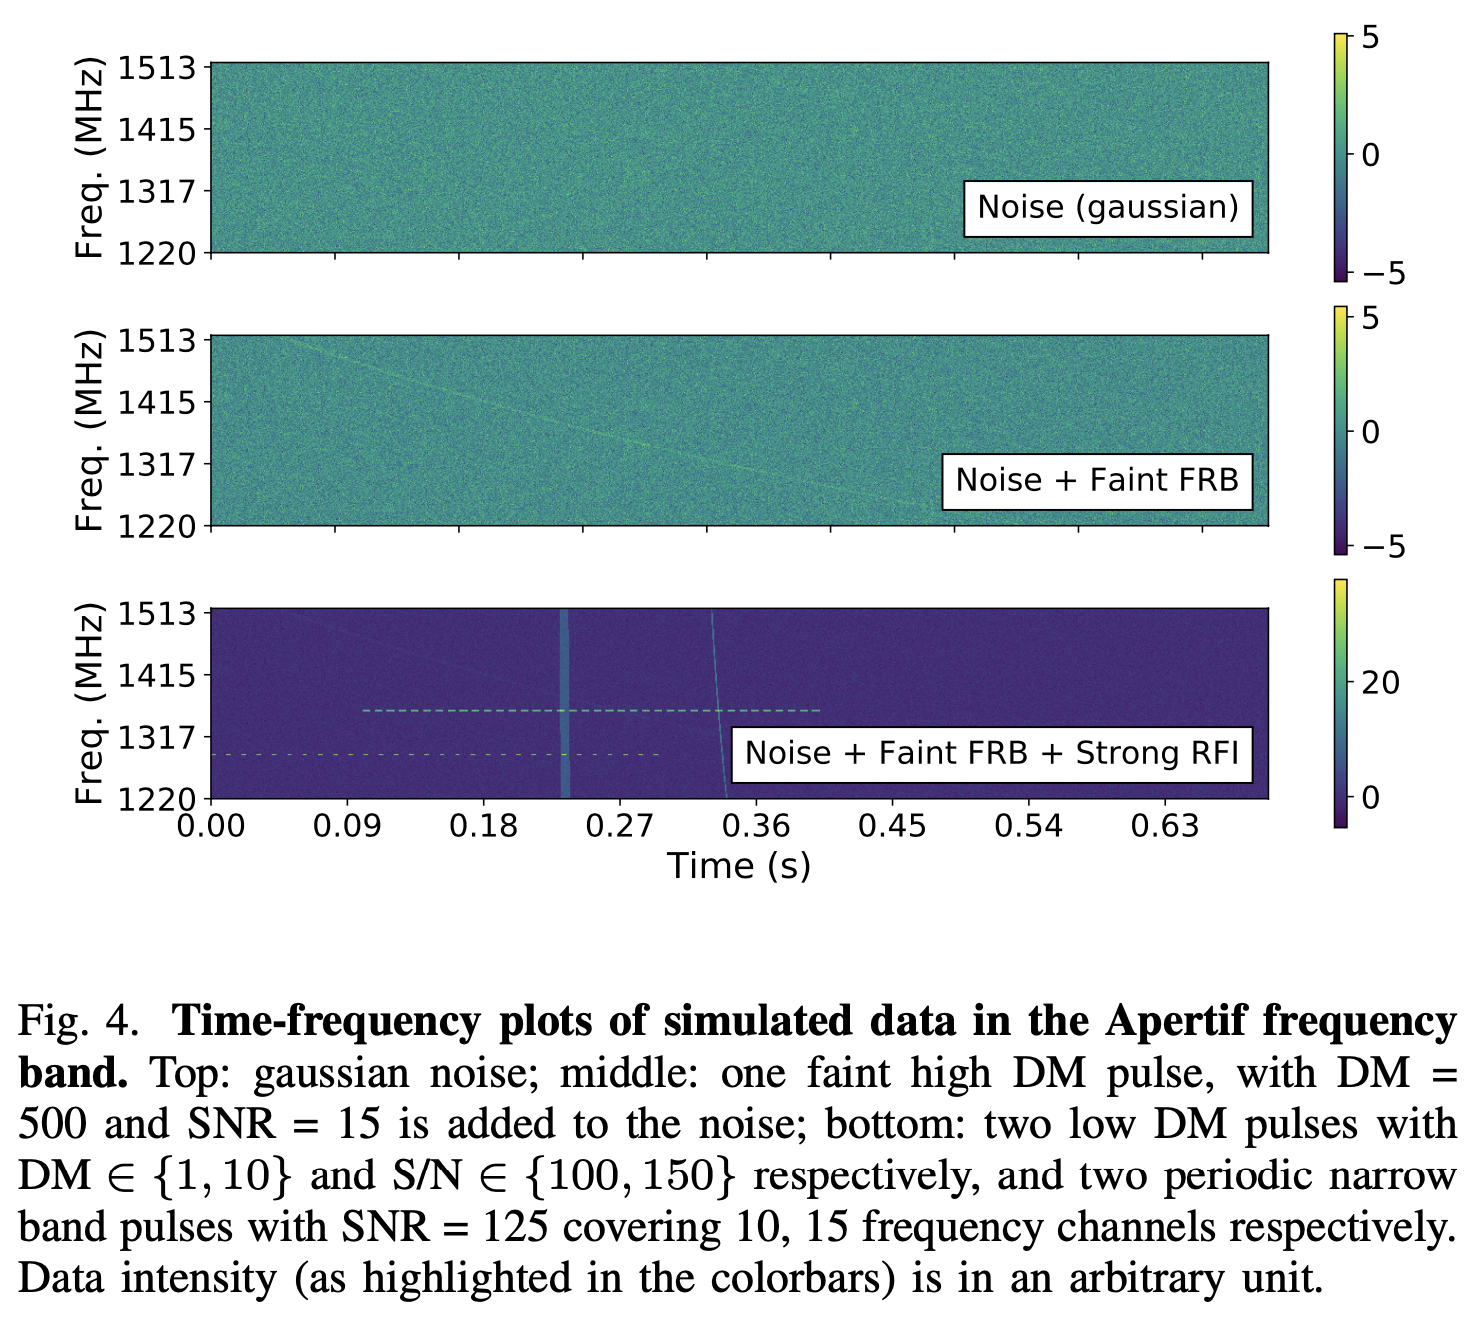 1513
1415
1317
1220
Freq. (MHz)
Noise (gaussian)
5
0
−5
1513
1415
1317
1220
Freq. (MHz)
Noise + Faint FRB
5
0
−5
1513
1415
1317
1220
Freq. (MHz)
Noise + Faint FRB + Strong RFI
20
0
0.00 0.09 0.18 0.27 0.36 0.45 0.54 0.63
Time (s)
Fig. 4. Time-frequency plots of simulated data in the Apertif frequency
band. Top: gaussian noise; middle: one faint high DM pulse, with DM =
500 and SNR = 15 is added to the noise; bottom: two low DM pulses with
DM ∈ {1, 10} and S/N ∈ {100, 150} respectively, and two periodic narrow
band pulses with SNR = 125 covering 10, 15 frequency channels respectively.
Data intensity (as highlighted in the colorbars) is in an arbitrary unit.